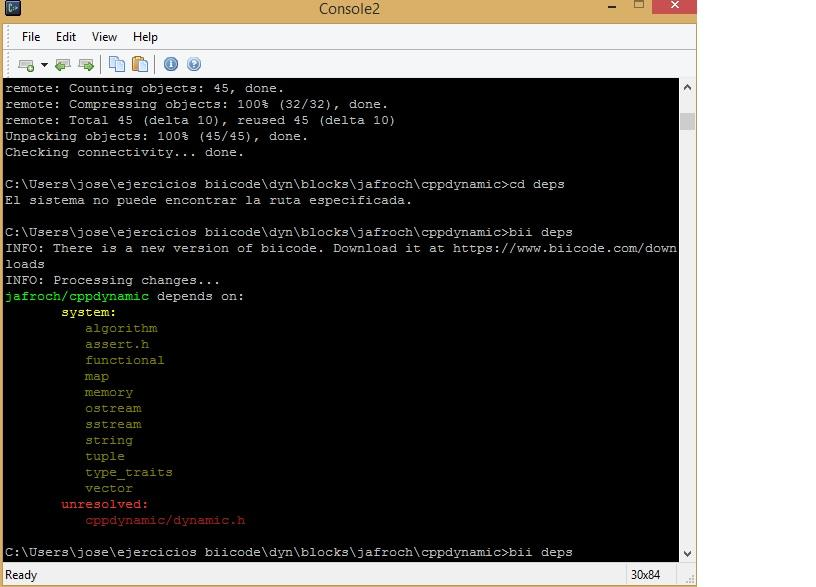 Console2
File Edit View Help
remote: Counting objects: 45, done.
remote: Compressing objects: 100% (32/32), done.
remote: Total 45 (delta 10), reused 45 (delta 10)
Unpacking objects: 100% (45/45), done.
Checking connectivity... done.
C:\Users\jose\ejercicios biicode\dyn\blocks\jafroch\cppdynamic>cd deps
El sistema no puede encontrar la ruta especificada.
C:\Users\jose\ejercicios biicode\dyn\blocks\jafroch\cppdynamic>bii deps
INFO: There is a new version of biicode. Download it at https://www.biicode.com/down
loads
INFO: Processing changes...
jafroch/cppdynamic depends on:
system:
algorithm
assert.h
functional
map
memory
ostream
sstream
string
tuple
type_traits
vector
unresolved:
cppdynamic/dynamic.h
C:\Users\jose\ejercicios biicode\dyn\blocks\jafroch\cppdynamic>bii deps
Ready 30x84